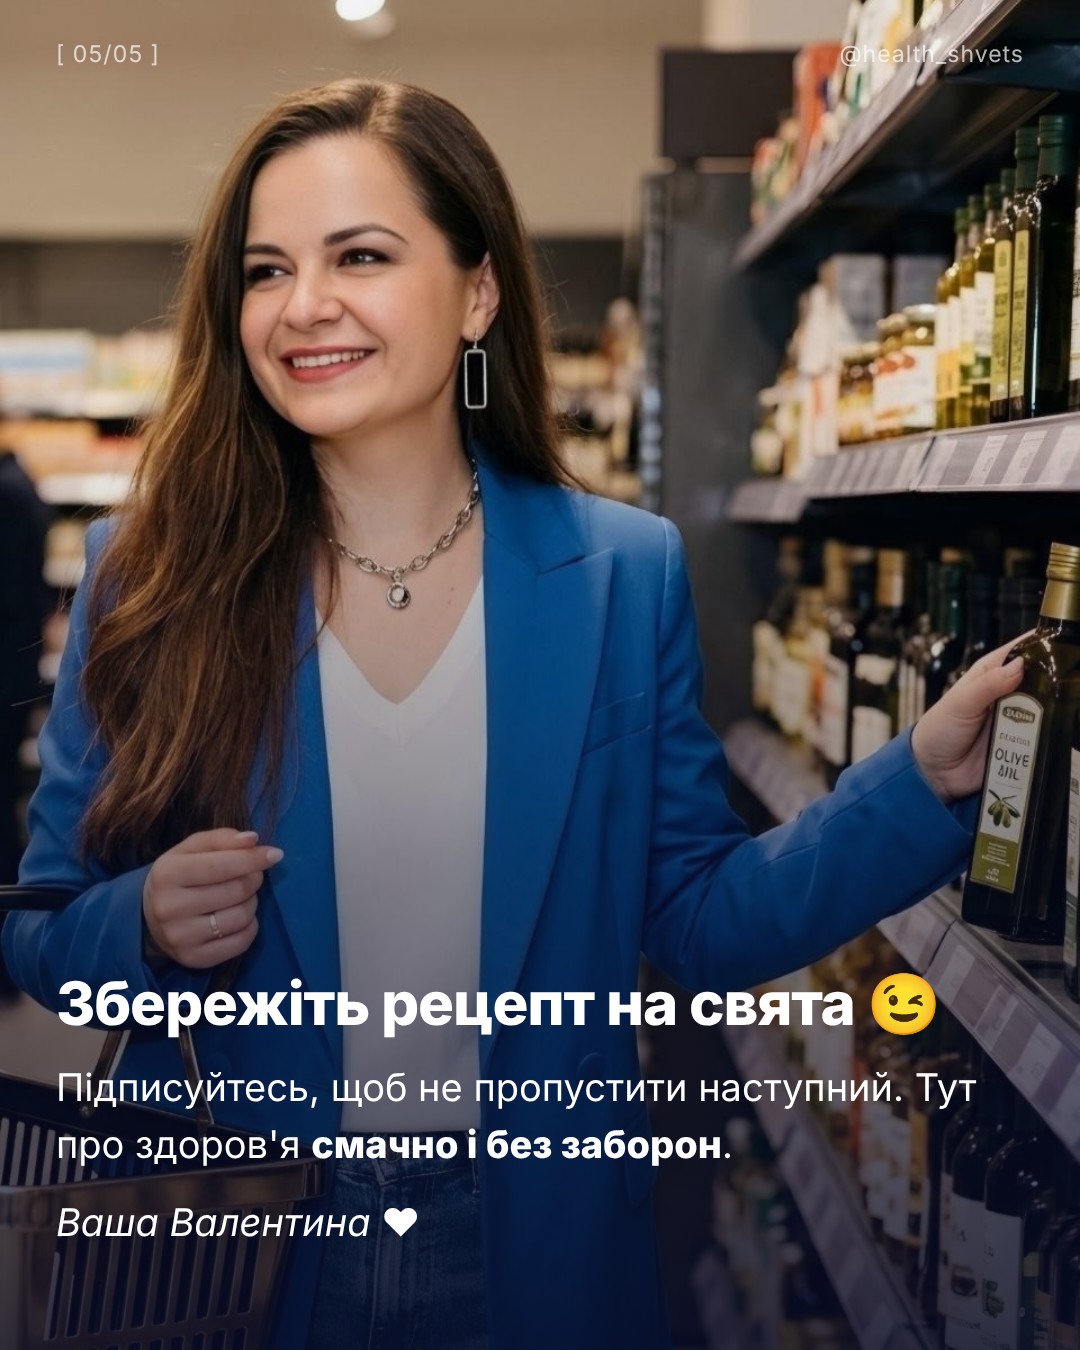 [ 05/05 ]
@health_shvets
OLIVE
Збережіть рецепт на свята 😉
Підписуйтесь, щоб не пропустити наступний. Тут
про здоров'я смачно і без заборон.
Ваша Валентина ♥